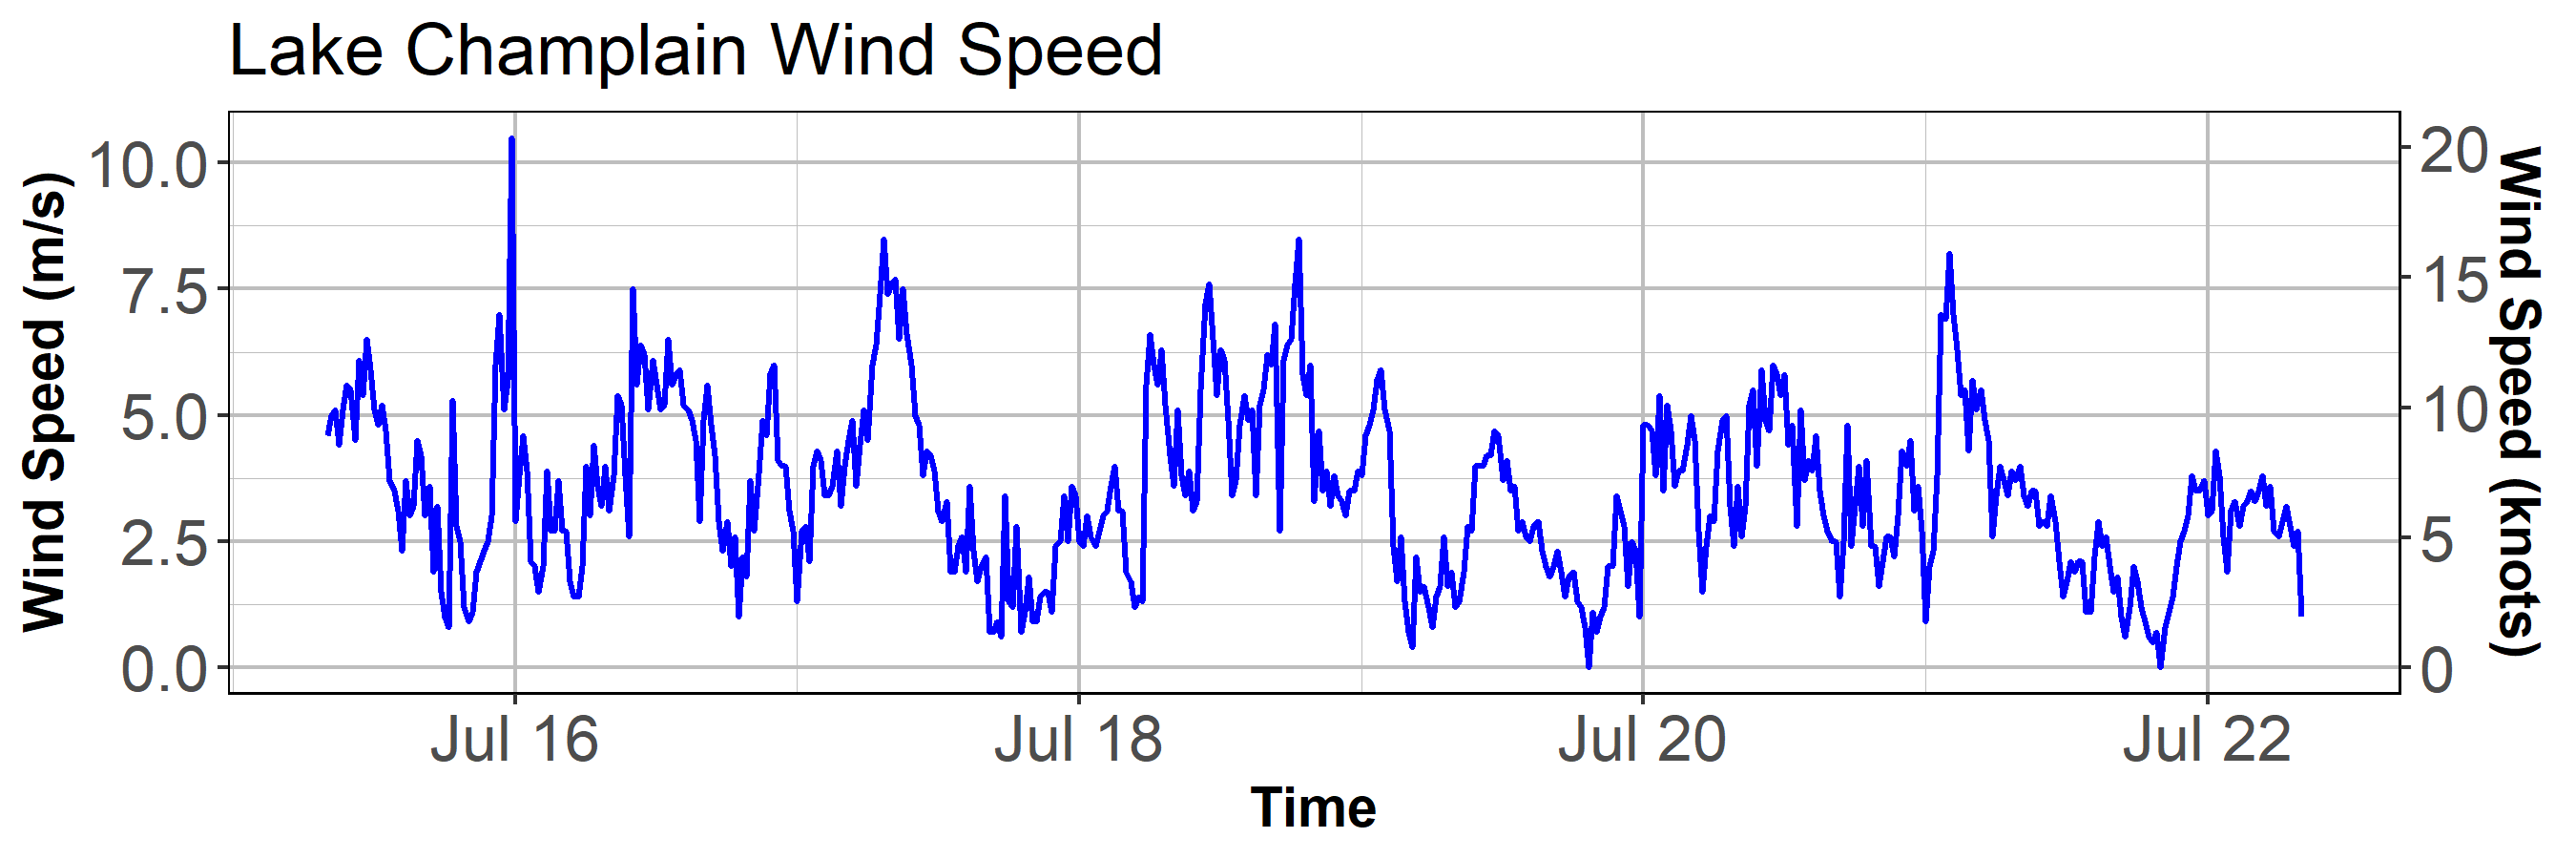 Lake Champlain Wind Speed
Wind Speed (m/s)
10.0
7.5
5.0
2.5
0.0
20
15
10
5
0
Wind Speed (knots)
Jul 16
Jul 18
Jul 20
Jul 22
Time